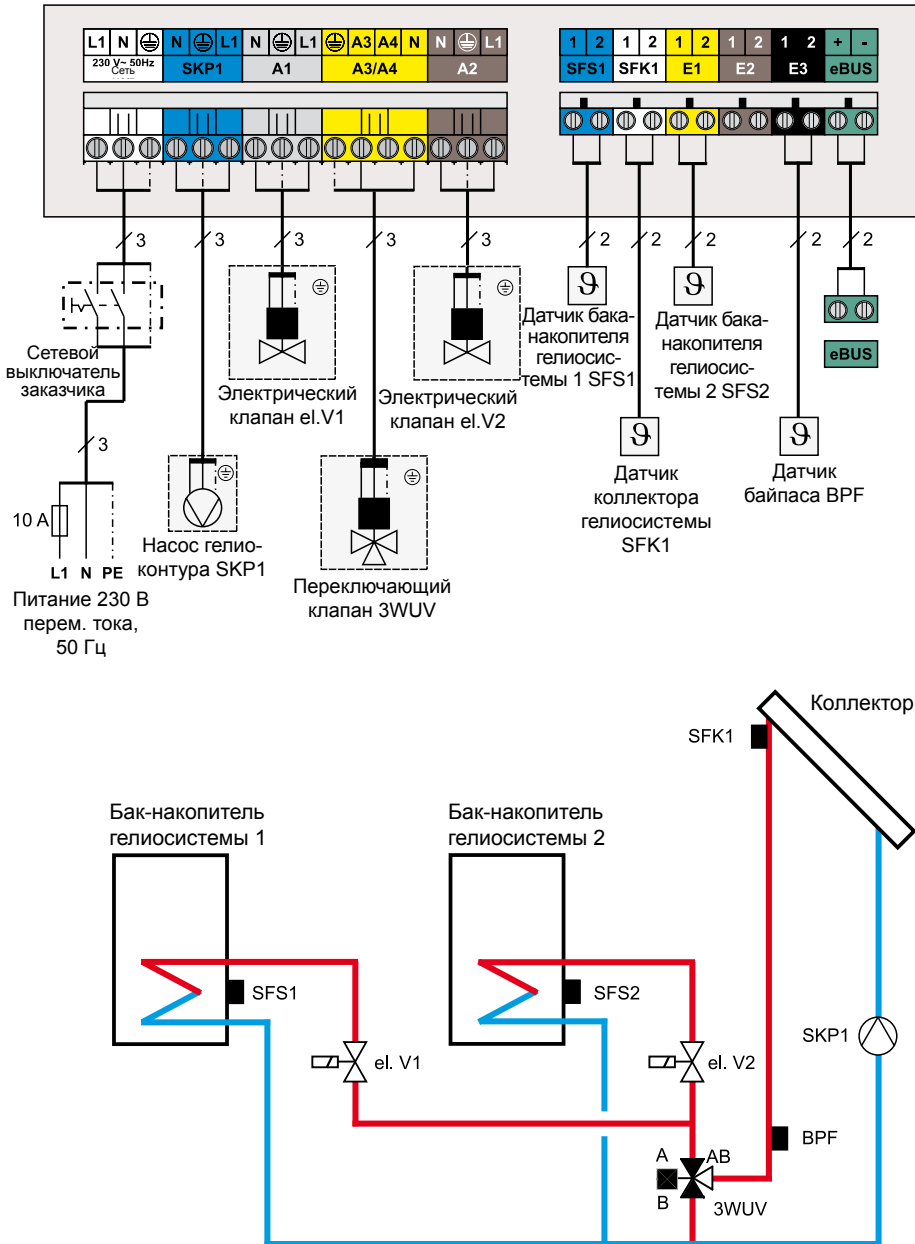 L1 N N L1 N L1 A3 A4 N N L1
230 V~ 50Hz
Сеть
SKP1 A1 A3/A4 A2
1 2 1 2 1 2 1 2 1 2 + -
SFS1 SFK1 E1 E2 E3 eBUS
3 3 3 3 3 2 2 2 2 2
Сетевой
выключатель
заказчика
3
10 A
L1 N PE
Питание 230 В
перем. тока,
50 Гц
Насос гелио-
контура SKP1
Электрический
клапан el.V1
Переключающий
клапан 3WUV
Электрический
клапан el.V2
ϑ
Датчик бака-
накопителя
гелиосис-
темы 1 SFS1
ϑ
Датчик
коллектора
гелиосистемы
SFK1
ϑ
Датчик бака-
накопителя
гелиосис-
темы 2 SFS2
ϑ
Датчик
байпаса BPF
eBUS
Коллектор
SFK1
Бак-накопитель
гелиосистемы 1
Бак-накопитель
гелиосистемы 2
SFS1
SFS2
SKP1
el. V1
el. V2
BPF
A AB
B
3WUV